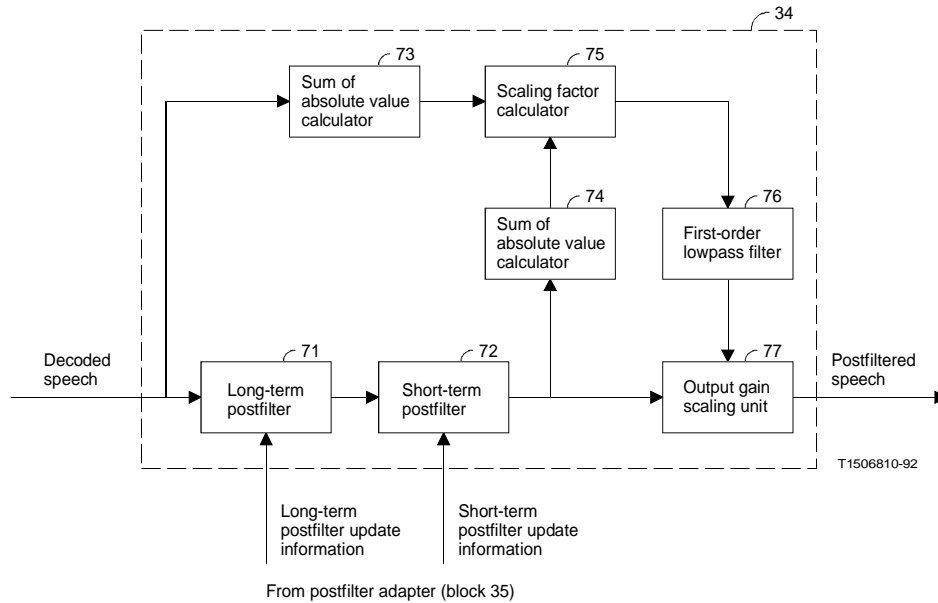 34
73
Sum of
absolute value
calculator
75
Scaling factor
calculator
74
Sum of
absolute value
calculator
76
First-order
lowpass filter
Decoded
speech
71
Long-term
postfilter
72
Short-term
postfilter
77
Output gain
scaling unit
Postfiltered
speech
T1506810-92
Long-term
postfilter update
information
Short-term
postfilter update
information
From postfilter adapter (block 35)